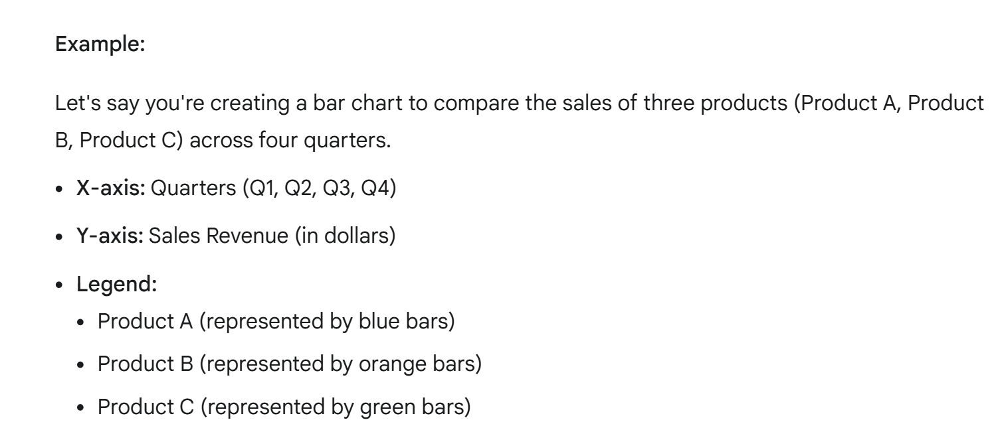 Example:
Let's say you're creating a bar chart to compare the sales of three products (Product A, Product
B, Product C) across four quarters.
• X-axis: Quarters (Q1, Q2, Q3, Q4)
• Y-axis: Sales Revenue (in dollars)
• Legend:
• Product A (represented by blue bars)
• Product B (represented by orange bars)
• Product C (represented by green bars)